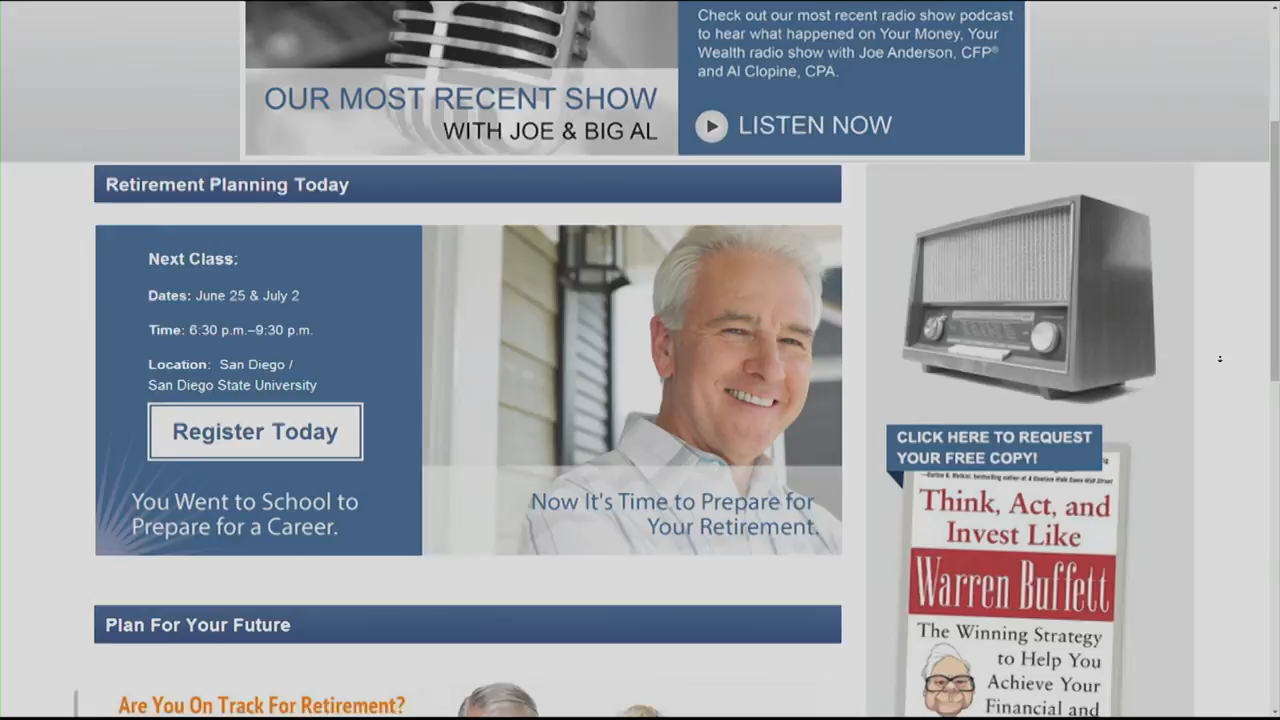 Check out our most recent radio show podcast
to hear what happened on Your Money, Your
Wealth radio show with Joe Anderson, CFP®
and Al Clopine, CPA.
OUR MOST RECENT SHOW
WITH JOE & BIG AL
LISTEN NOW
Retirement Planning Today
Next Class:
Dates: June 25 & July 2
Time: 6:30 p.m.–9:30 p.m.
Location: San Diego /
San Diego State University
Register Today
You Went to School to
Prepare for a Career.
Now It's Time to Prepare for
Your Retirement.
CLICK HERE TO REQUEST
YOUR FREE COPY!
Think, Act, and
Invest Like
Warren Buffett
The Winning Strategy
to Help You
Achieve Your
Financial and
Plan For Your Future
Are You On Track For Retirement?